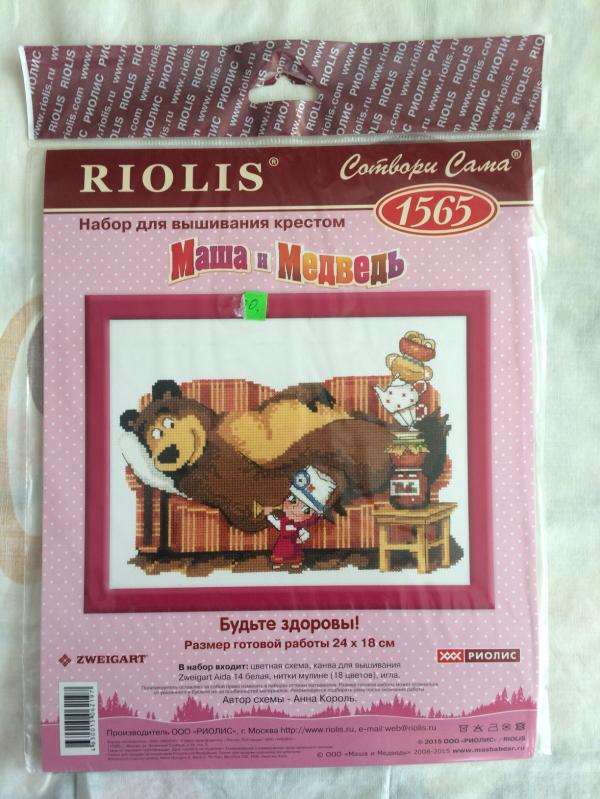 RIOLIS®
Сотвори Сама®
1565
Набор для вышивания крестом
Маша и Медведь
0,
Будьте здоровы!
Размер готовой работы 24 x 18 см
ZWEIGART®
В набор входит: цветная схема, канва для вышивания
Zweigart Aida 14 белая, нитки мулине (18 цветов), игла.
Автор схемы - Анна Король.
РИОЛИС
Производитель ООО «РИОЛИС», г. Москва http://www.riolis.ru, e-mail:web@riolis.ru
© 2015 ООО «РИОЛИС» / RIOLIS
© ООО «Маша и Медведь» 2008-2015 www.mashabear.ru